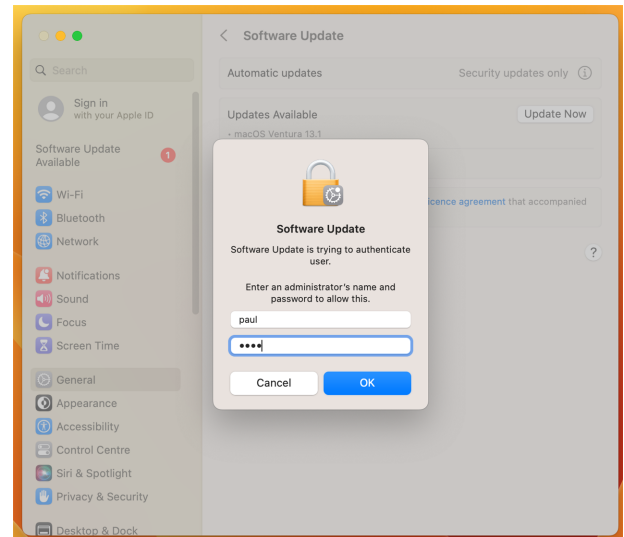 Software Update
Search
Automatic updates
Security updates only
Sign in
with your Apple ID
Updates Available
Update Now
• macOS Ventura 13.1
Software Update
Available
1
licence agreement that accompanied
Wi-Fi
Bluetooth
Network
Notifications
Sound
Focus
Screen Time
General
Appearance
Accessibility
Control Centre
Siri & Spotlight
Privacy & Security
Desktop & Dock
?
Software Update
Software Update is trying to authenticate
user.
Enter an administrator's name and
password to allow this.
paul
••••
Cancel
OK